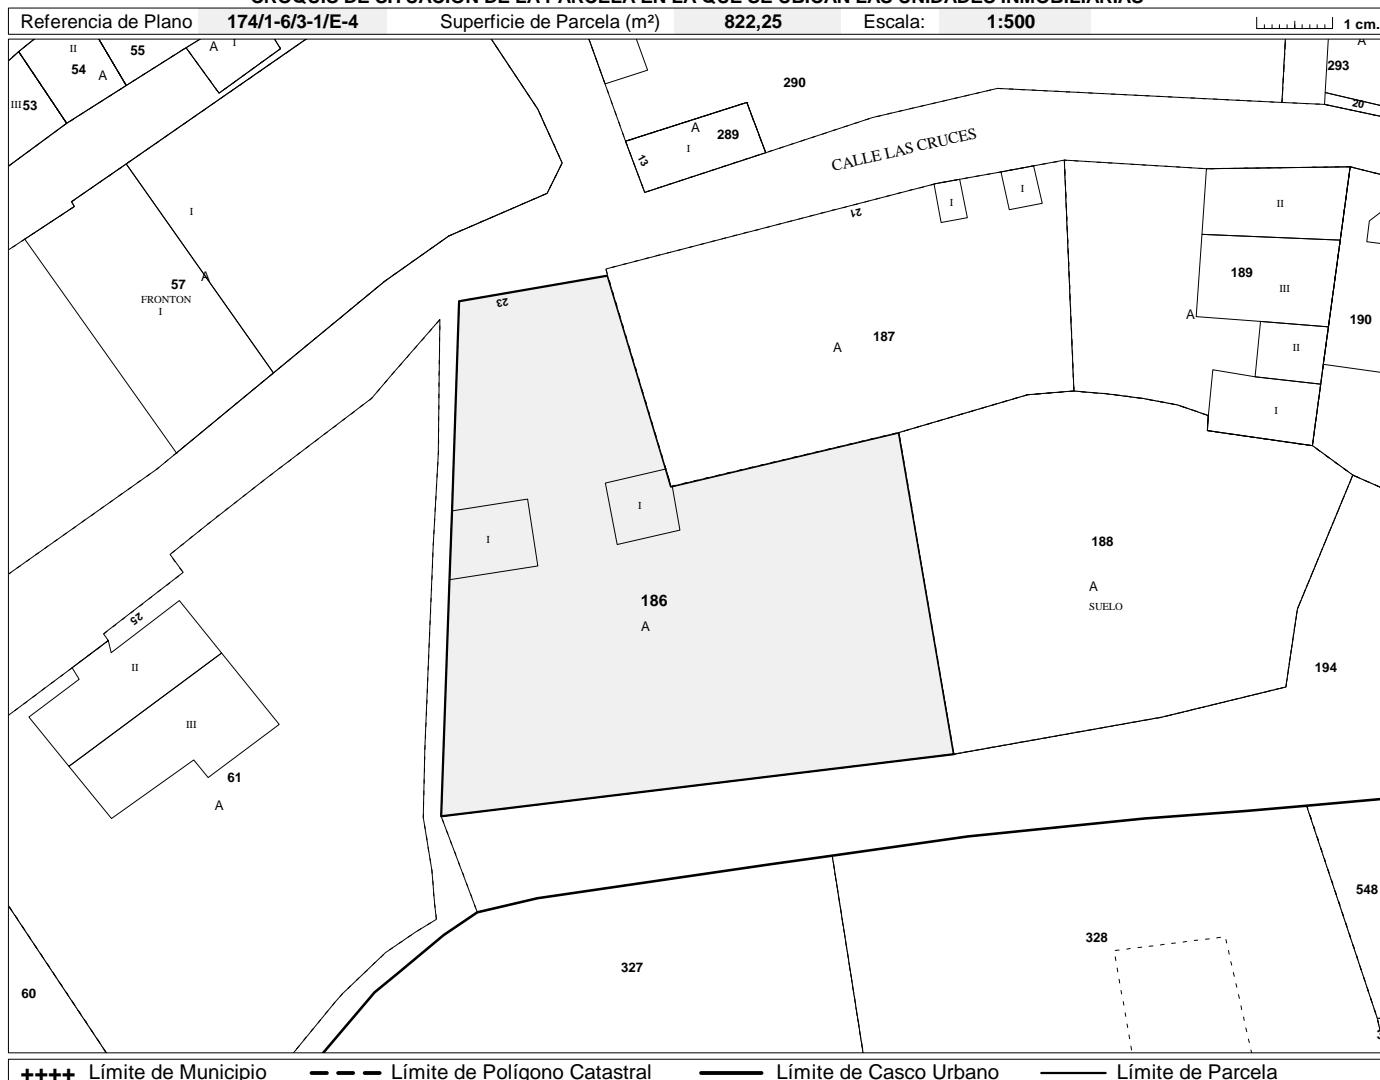 CROQUIS DE SITUACIÓN DE LA PARCELA EN LA QUE SE UBICAN LAS UNIDADES INMOBILIARIAS
Referencia de Plano 174/1-6/3-1/E-4 Superficie de Parcela (m²) 822,25 Escala: 1:500 1 cm.
II
54
A
55
A
I
III 53
290
A
293
20
A
289
I
13
CALLE LAS CRUCES
I
57
A
FRONTON
I
I
I
21
II
189
III
A
190
II
I
23
187
A
I
I
186
A
188
A
SUELO
194
25
II
III
61
A
60
327
328
548
++++ Límite de Municipio
Límite de Polígono Catastral
Límite de Casco Urbano
Límite de Parcela